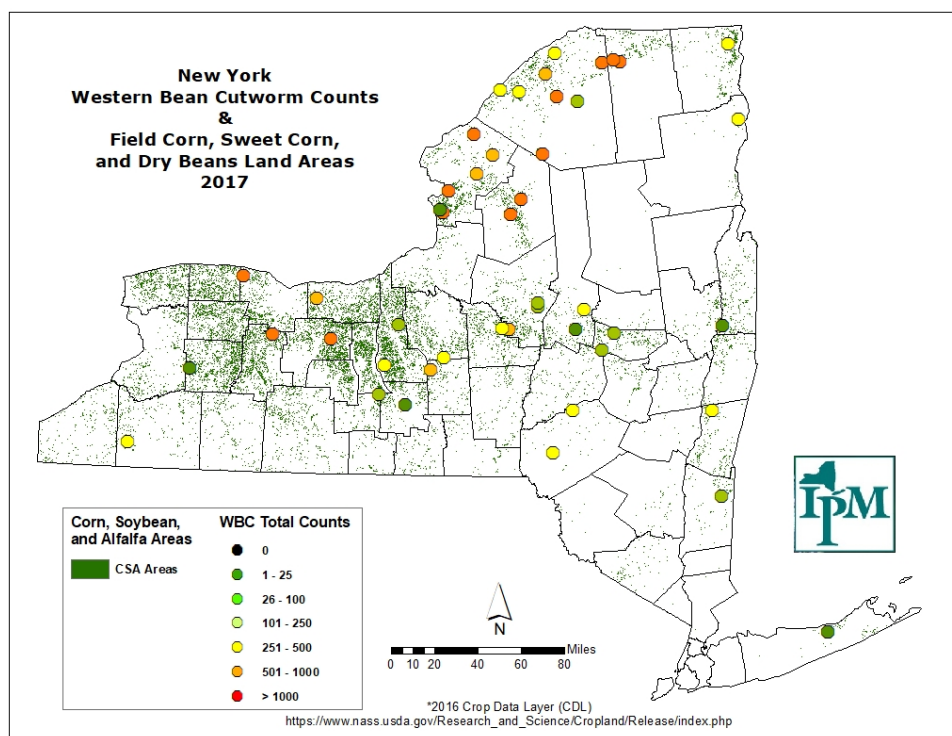 New York
Western Bean Cutworm Counts
&
Field Corn, Sweet Corn,
and Dry Beans Land Areas
2017
IPM
Corn, Soybean,
and Alfalfa Areas
CSA Areas
WBC Total Counts
0
1 - 25
26 - 100
101 - 250
251 - 500
501 - 1000
> 1000
N
Miles
0 5 10 20 40 60 80
*2016 Crop Data Layer (CDL)
https://www.nass.usda.gov/Research_and_Science/Cropland/Release/index.php